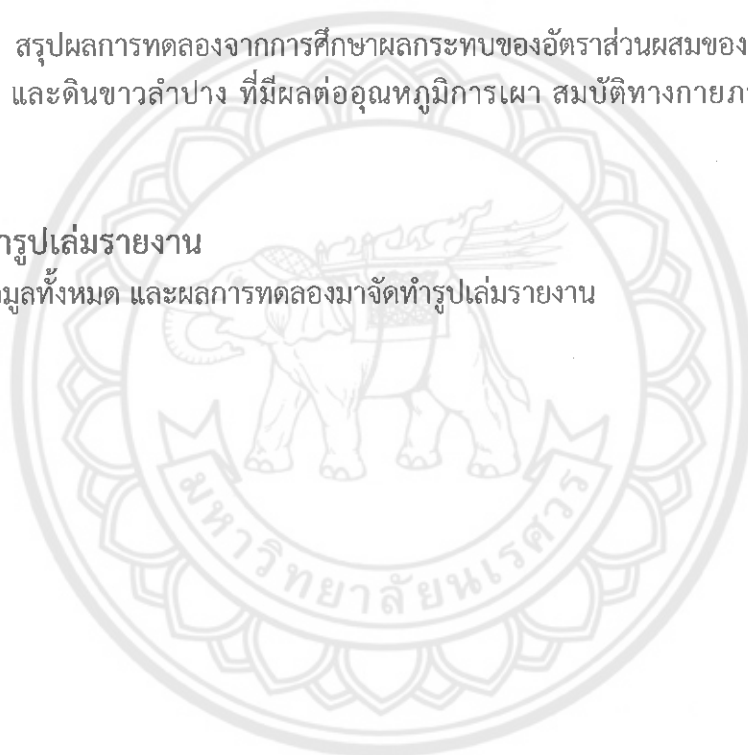 สรุปผลการทดลองจากการศึกษาผลกระทบของอัตราส่วนผสมของ
และดินขาวลำปาง ที่มีผลต่ออุณหภูมิการเผา สมบัติทางกายภา
ารูปเล่มรายงาน
มูลทั้งหมด และผลการทดลองมาจัดทำรูปเล่มรายงาน
มหาวิทยาลัยนเรศวร